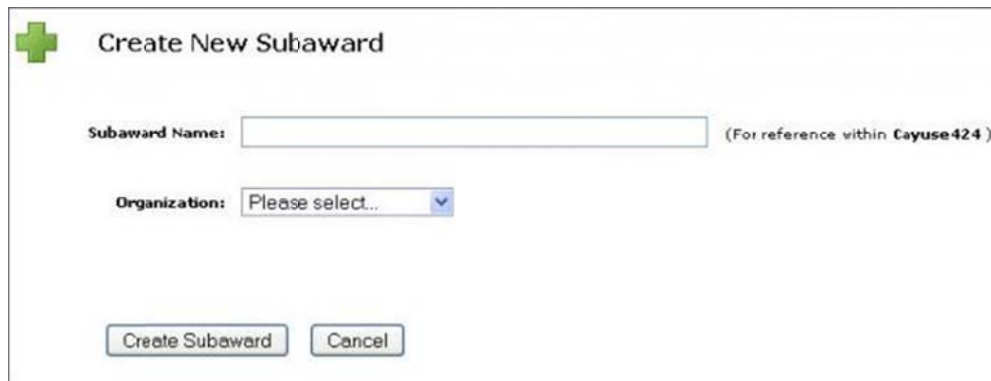 Create New Subaward
Subaward Name: (For reference within Cayuse424 )
Organization: Please select...
Create Subaward Cancel